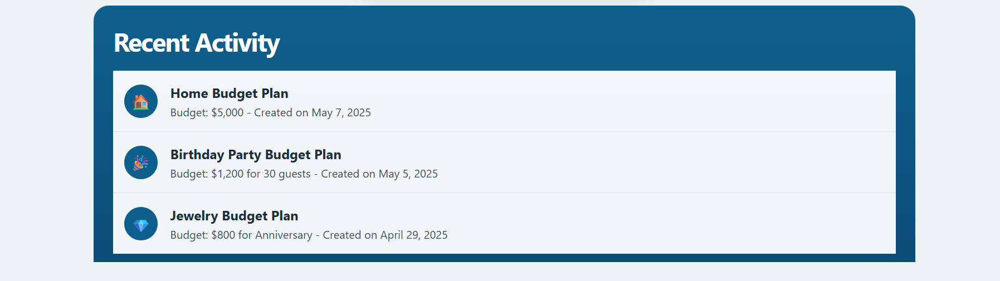 Recent Activity
Home Budget Plan
Budget: $5,000 - Created on May 7, 2025
Birthday Party Budget Plan
Budget: $1,200 for 30 guests - Created on May 5, 2025
Jewelry Budget Plan
Budget: $800 for Anniversary - Created on April 29, 2025